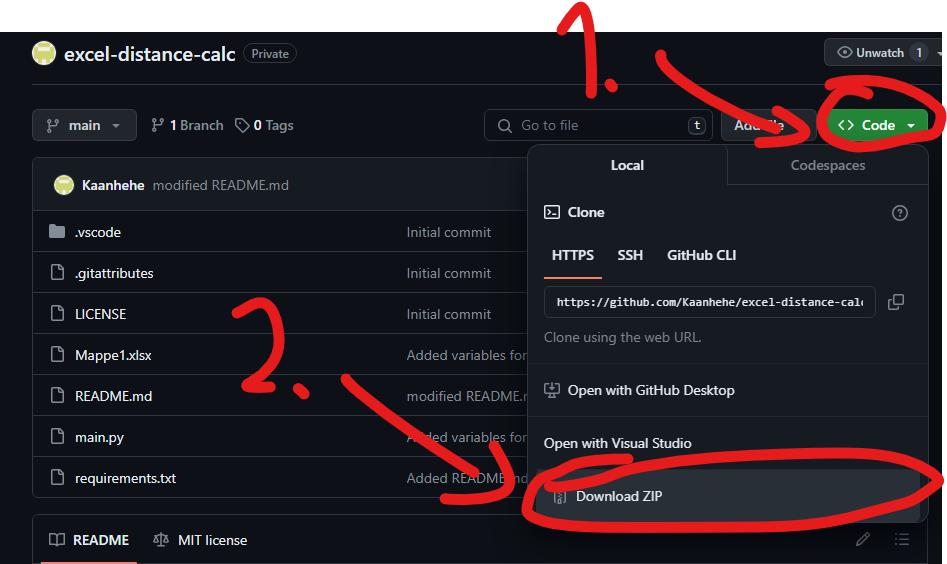 1.
excel-distance-calc Private
Unwatch 1
main 1 Branch 0 Tags
Go to file t
Code
Local Codespaces
Kaanhehe modified README.md
Clone
.vscode Initial commit
HTTPS SSH GitHub CLI
.gitattributes Initial commit
https://github.com/Kaanhehe/excel-distance-calc
LICENSE Initial commit
Clone using the web URL.
2.
Mappe1.xlsx Added variables for
README.md modified README.m
Open with GitHub Desktop
main.py Added variables for
Open with Visual Studio
requirements.txt Added README.md
Download ZIP
README MIT license